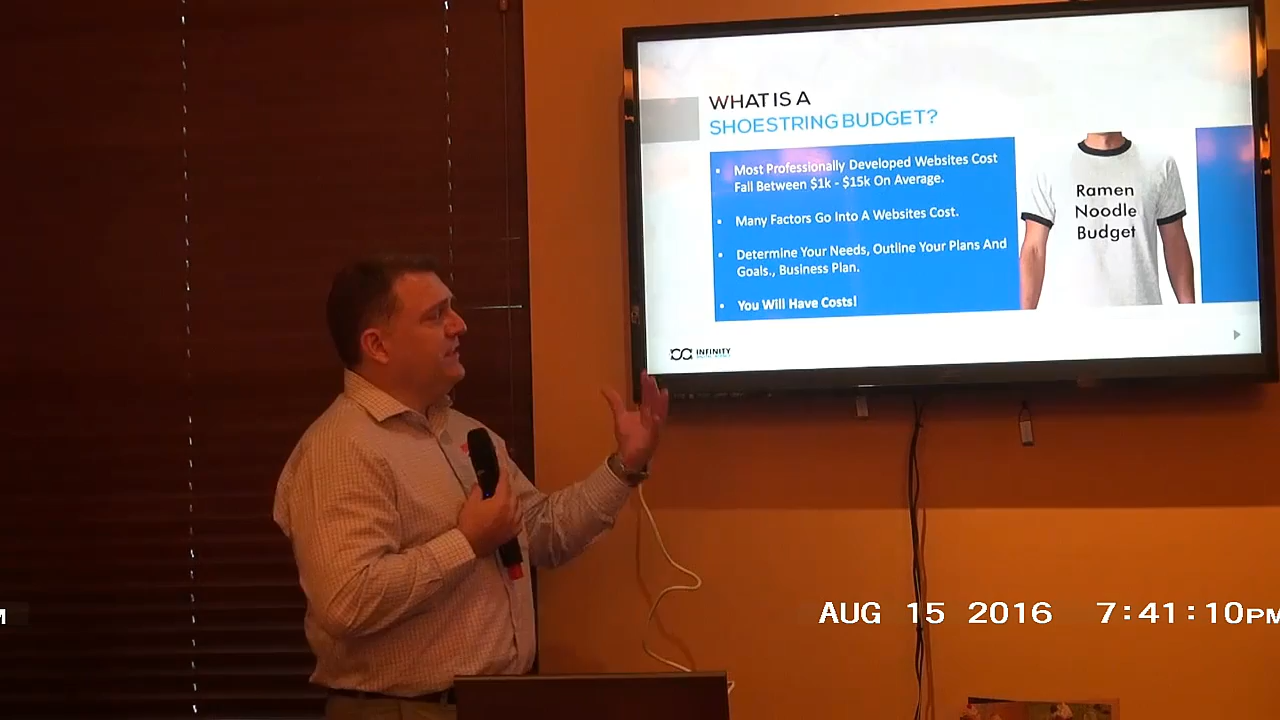 WHAT IS A
SHOESTRING BUDGET?
• Most Professionally Developed Websites Cost
Fall Between $1k - $15k On Average.
• Many Factors Go Into A Websites Cost.
• Determine Your Needs, Outline Your Plans And
Goals., Business Plan.
• You Will Have Costs!
Ramen
Noodle
Budget
INFINITY
M
AUG 15 2016 7:41:10PM